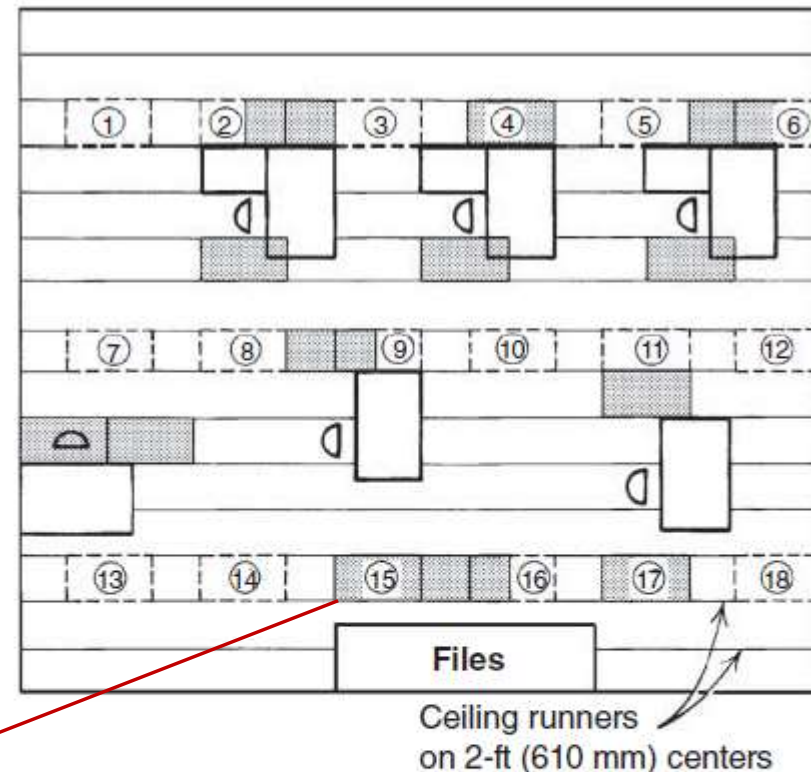 1 2 3 4 5 6
7 8 9 10 11 12
13 14 15 16 17 18
Files
Ceiling runners
on 2-ft (610 mm) centers